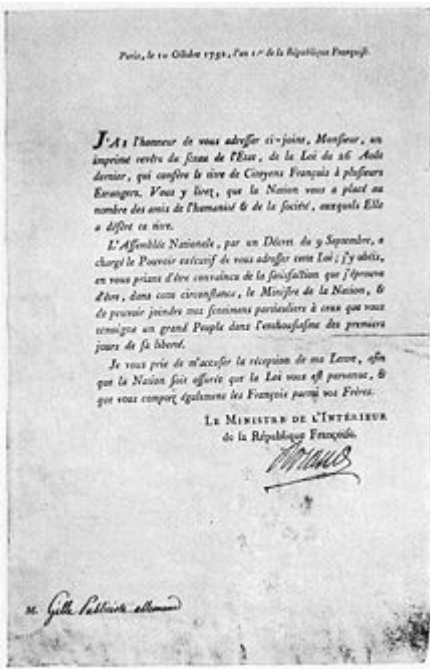 Paris, le 10 Octobre 1792, l'an 1.er de la République Françoise.
J'AI l'honneur de vous adresser ci-joint, Monsieur, un
imprimé revêtu du sceau de l'Etat, de la Loi du 26 Août
dernier, qui confère le titre de Citoyens François à plusieurs
Etrangers. Vous y lirez, que la Nation vous a placé au
nombre des amis de l'humanité & de la société, auxquels Elle
a déféré ce titre.
L'Assemblée Nationale, par un Décret du 9 Septembre, a
chargé le Pouvoir exécutif de vous adresser cette Loi; j'y obéis,
en vous priant d'être convaincu de la satisfaction que j'éprouve
d'être, dans cette circonstance, le Ministre de la Nation, &
de pouvoir joindre mes sentimens particuliers à ceux que vous
témoigne un grand Peuple dans l'enthousiasme des premiers
jours de sa liberté.
Je vous prie de m'accuser la réception de ma Lettre, afin
que la Nation soit assurée que la Loi vous est parvenue, &
que vous comptez également les François parmi vos Frères.
LE MINISTRE DE L'INTÉRIEUR
de la République Françoise.
Roland
M. Gille Publiciste allemand